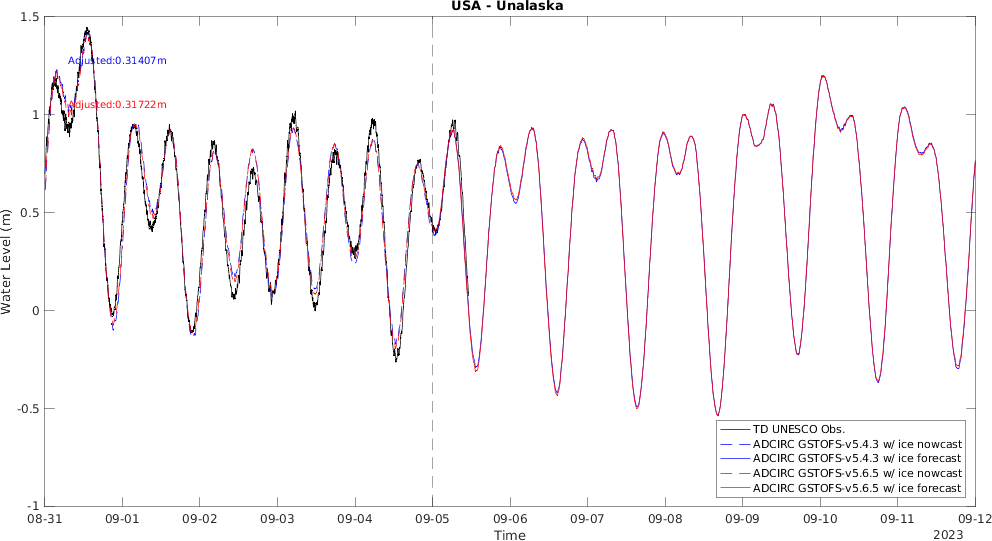 USA - Unalaska
1.5
Adjusted:0.31407m
Adjusted:0.31722m
1
0.5
0
-0.5
-1
Water Level (m)
TD UNESCO Obs.
ADCIRC GSTOFS-v5.4.3 w/ ice nowcast
ADCIRC GSTOFS-v5.4.3 w/ ice forecast
ADCIRC GSTOFS-v5.6.5 w/ ice nowcast
ADCIRC GSTOFS-v5.6.5 w/ ice forecast
08-31 09-01 09-02 09-03 09-04 09-05 09-06 09-07 09-08 09-09 09-10 09-11 09-12
Time
2023